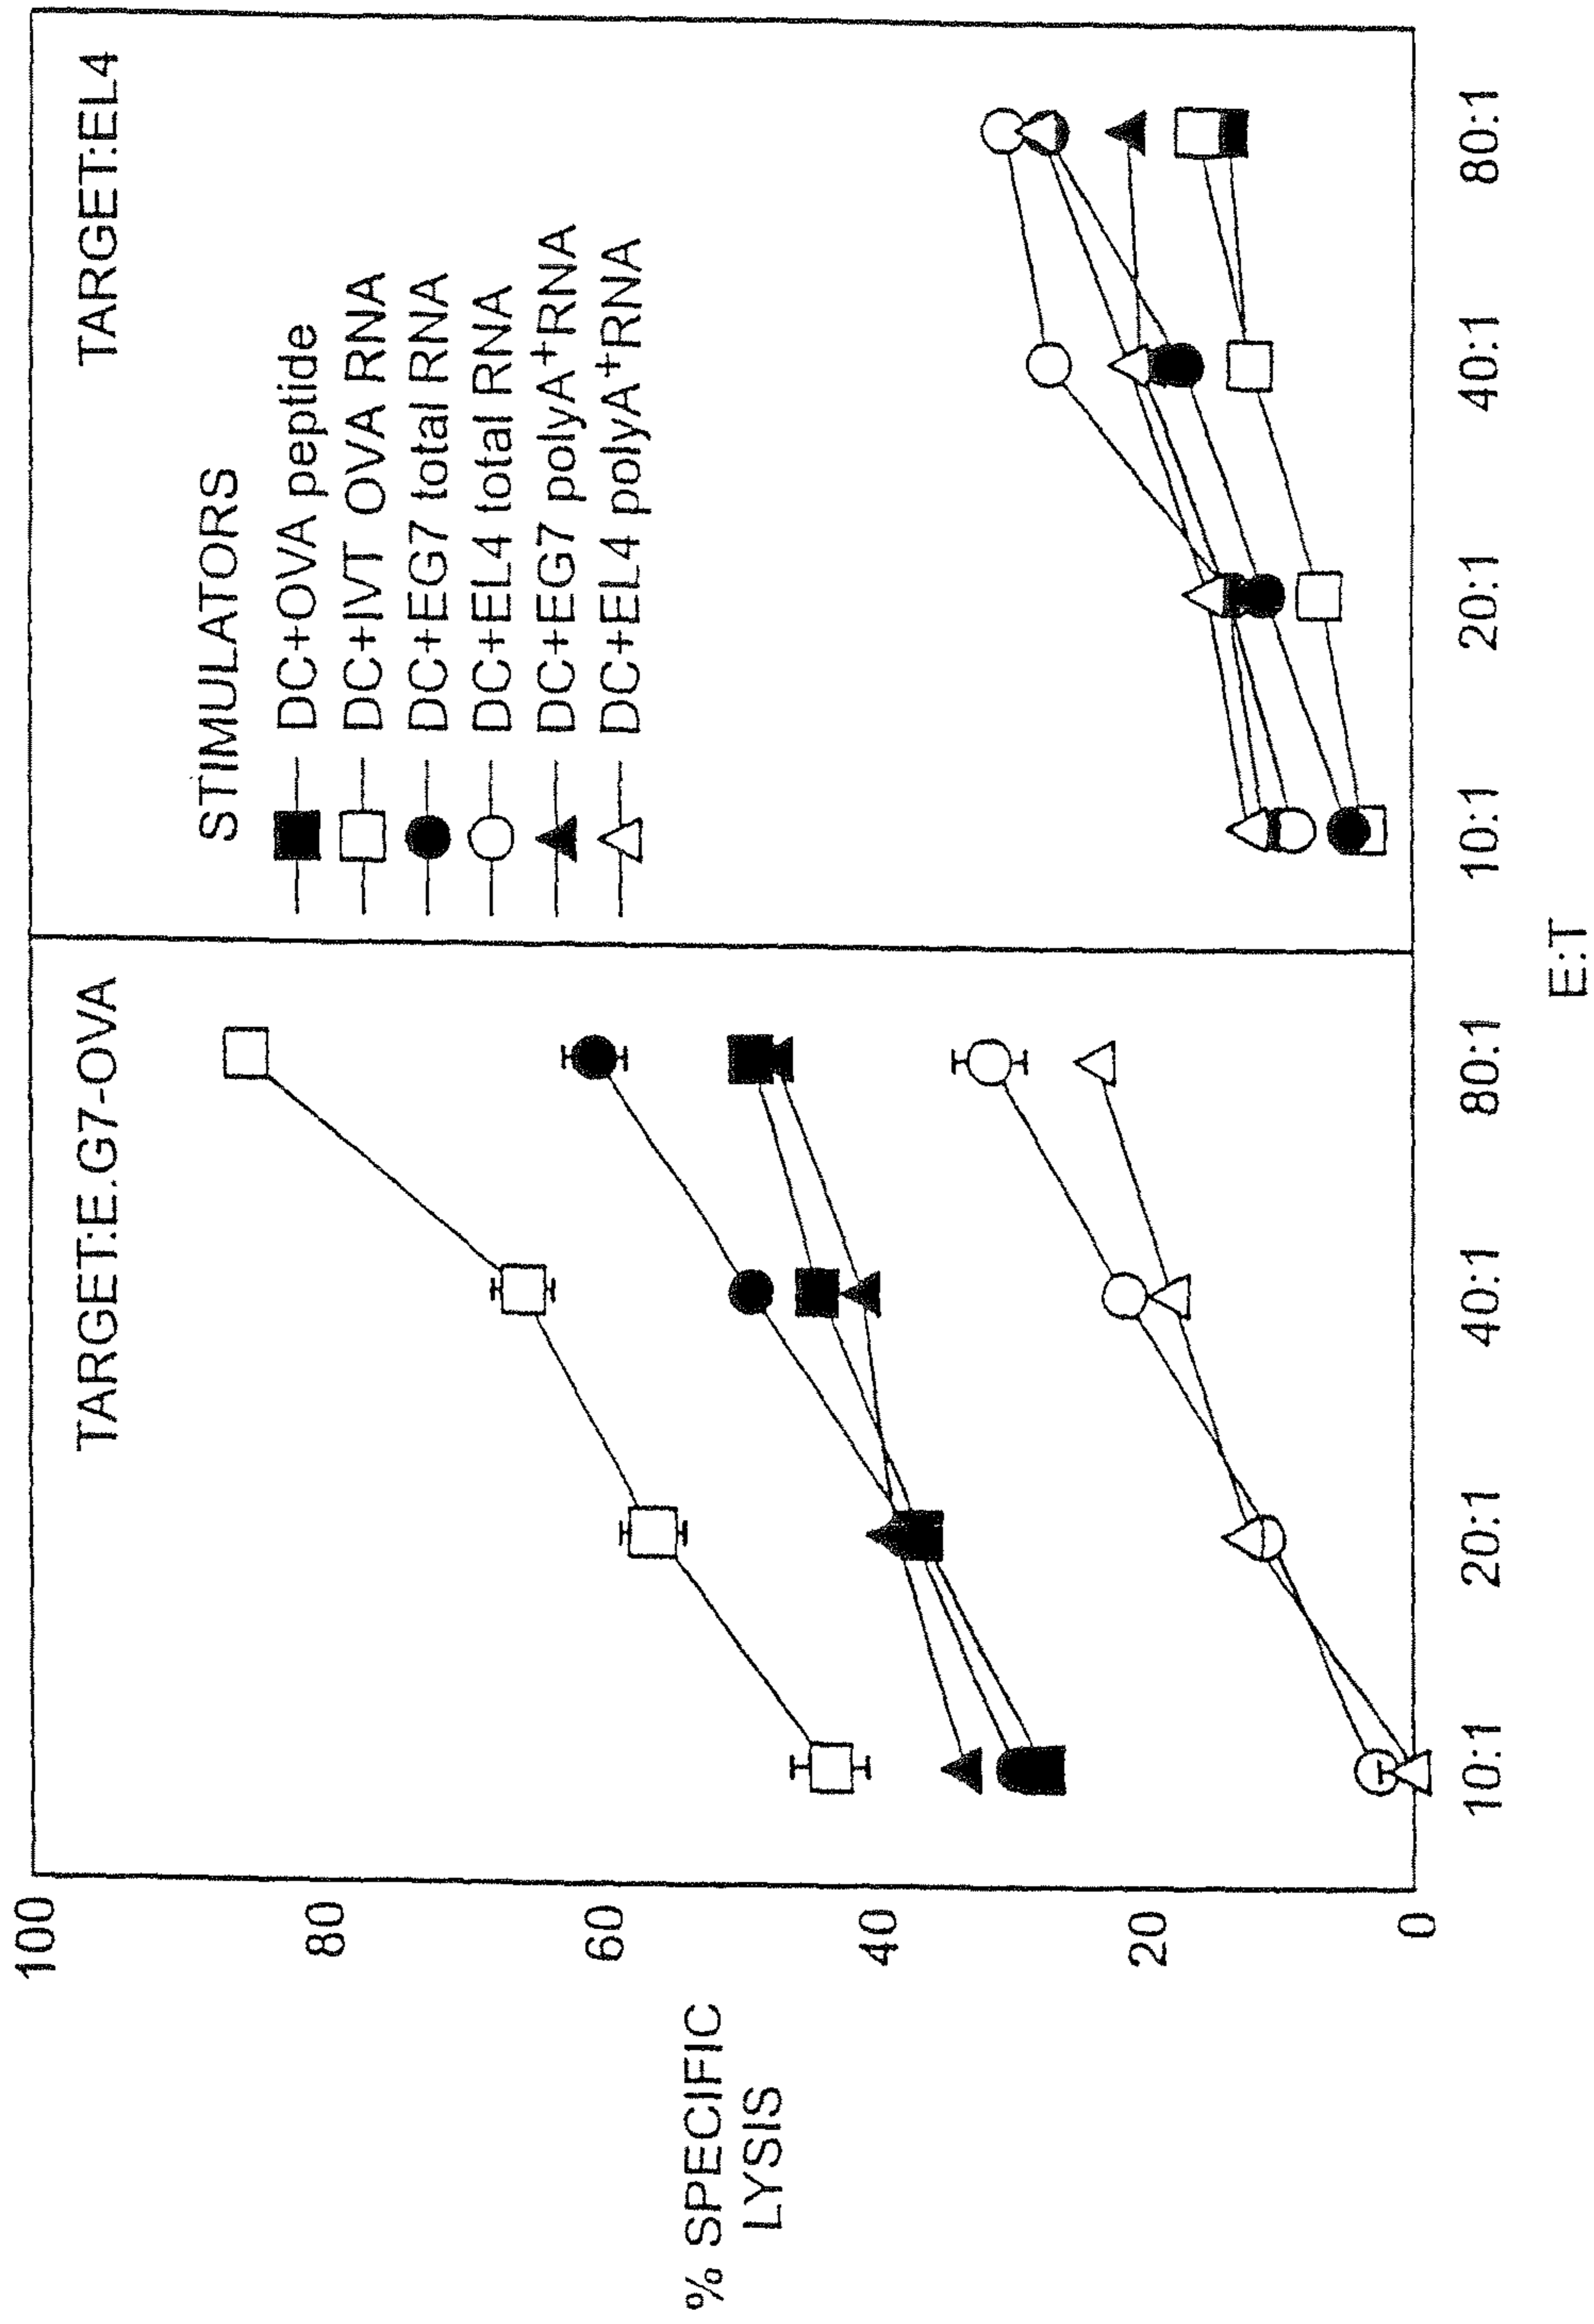 TARGET:E.G7-OVA
TARGET:EL4
STIMULATORS
DC+OVA peptide
DC+IVT OVA RNA
DC+EG7 total RNA
DC+EL4 total RNA
DC+EG7 polyA+RNA
DC+EL4 polyA+RNA
% SPECIFIC
LYSIS
100
80
60
40
20
0
10:1 20:1 40:1 80:1 10:1 20:1 40:1 80:1
E:T